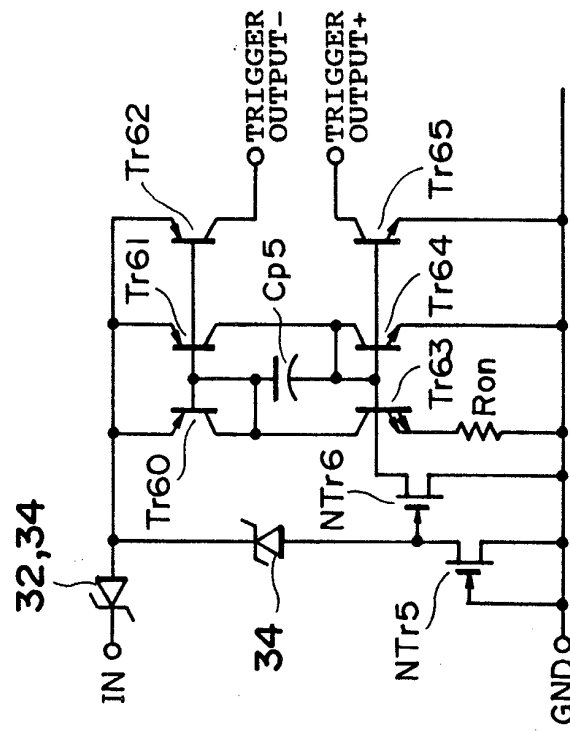 TRIGGER
OUTPUT-
TRIGGER
OUTPUT+
Tr62
Tr61
Tr60
Cp5
Tr65
Tr64
Tr63
Ron
NTr6
NTr5
32,34
34
IN
GND